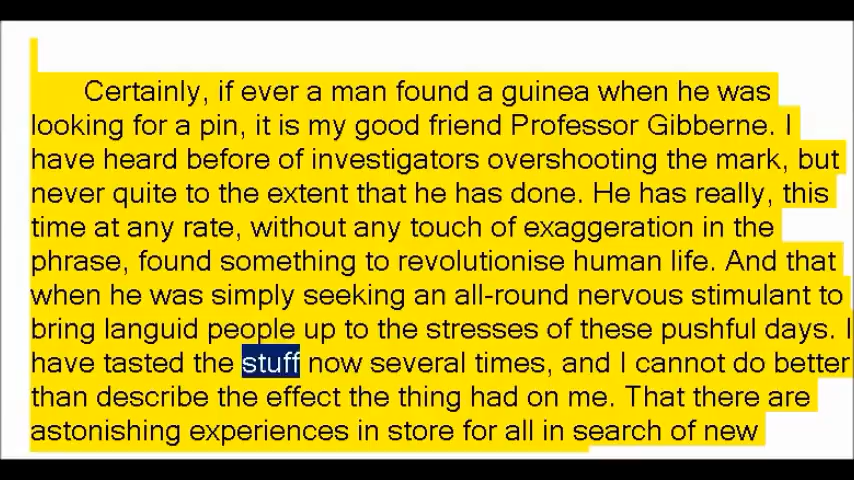 Certainly, if ever a man found a guinea when he was
looking for a pin, it is my good friend Professor Gibberne. I
have heard before of investigators overshooting the mark, but
never quite to the extent that he has done. He has really, this
time at any rate, without any touch of exaggeration in the
phrase, found something to revolutionise human life. And that
when he was simply seeking an all-round nervous stimulant to
bring languid people up to the stresses of these pushful days. I
have tasted the stuff now several times, and I cannot do better
than describe the effect the thing had on me. That there are
astonishing experiences in store for all in search of new